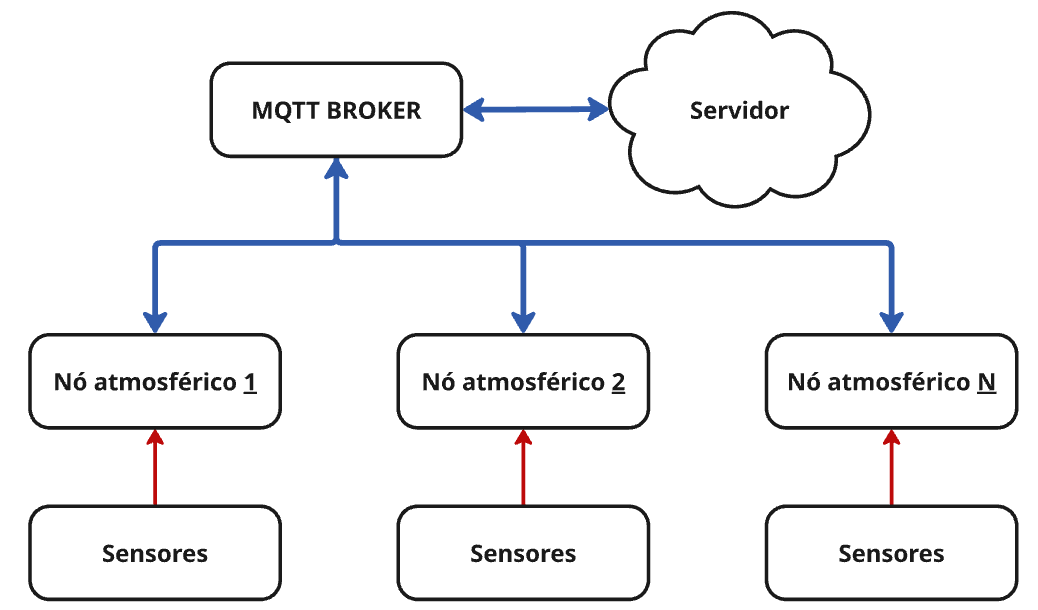 MQTT BROKER
Servidor
Nó atmosférico 1
Nó atmosférico 2
Nó atmosférico N
Sensores
Sensores
Sensores